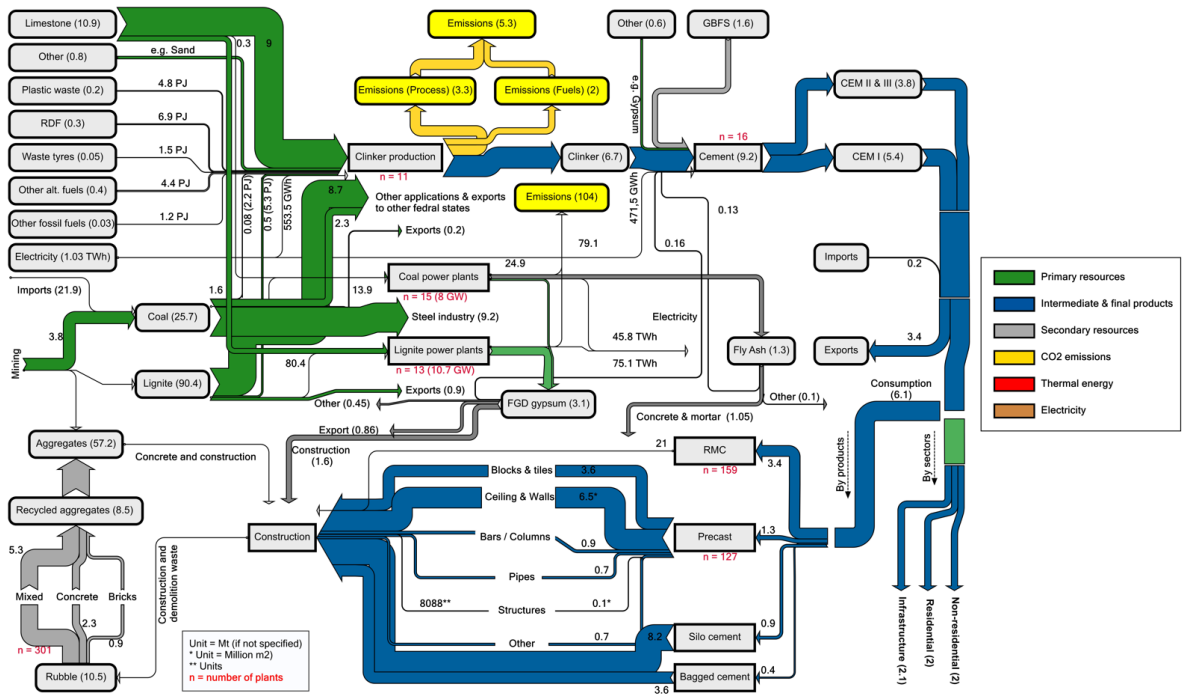 Limestone (10.9)
Other (0.8)
Plastic waste (0.2)
RDF (0.3)
Waste tyres (0.05)
Other alt. fuels (0.4)
Other fossil fuels (0.03)
Electricity (1.03 TWh)
0.3
9
e.g. Sand
4.8 PJ
6.9 PJ
1.5 PJ
4.4 PJ
1.2 PJ
0.08 (2.2 PJ)
0.5 (5.3 PJ)
553.5 GWh
Emissions (5.3)
Emissions (Process) (3.3)
Emissions (Fuels) (2)
Clinker production
n = 11
Clinker (6.7)
Other (0.6)
GBFS (1.6)
e.g. Gypsum
n = 16
Cement (9.2)
471,5 GWh
CEM II & III (3.8)
CEM I (5.4)
8.7
Other applications & exports
to other fedral states
2.3
Emissions (104)
Exports (0.2)
79.1
24.9
0.16
0.13
Imports (21.9)
3.8
Mining
Coal (25.7)
Lignite (90.4)
1.6
13.9
Coal power plants
n = 15 (8 GW)
Steel industry (9.2)
Lignite power plants
n = 13 (10.7 GW)
80.4
Exports (0.9)
Electricity
45.8 TWh
75.1 TWh
Fly Ash (1.3)
Other (0.45)
FGD gypsum (3.1)
Export (0.86)
Construction
(1.6)
Concrete & mortar (1.05)
Other (0.1)
Imports
0.2
Exports
3.4
Consumption
(6.1)
By products
By sectors
Infrastructure (2.1)
Residential (2)
Non-residential (2)
Primary resources
Intermediate & final products
Secondary resources
CO2 emissions
Thermal energy
Electricity
Aggregates (57.2)
Concrete and construction
Recycled aggregates (8.5)
5.3
Mixed
Concrete
Bricks
2.3
0.9
n = 301
Rubble (10.5)
Construction and
demolition waste
Construction
21
RMC
n = 159
3.4
Blocks & tiles
3.6
Ceiling & Walls
6.5*
Bars / Columns
0.9
Pipes
0.7
Structures
8088**
0.1*
Other
0.7
Precast
n = 127
1.3
8.2
Silo cement
0.9
Bagged cement
0.4
3.6
Unit = Mt (if not specified)
* Unit = Million m2)
** Units
n = number of plants